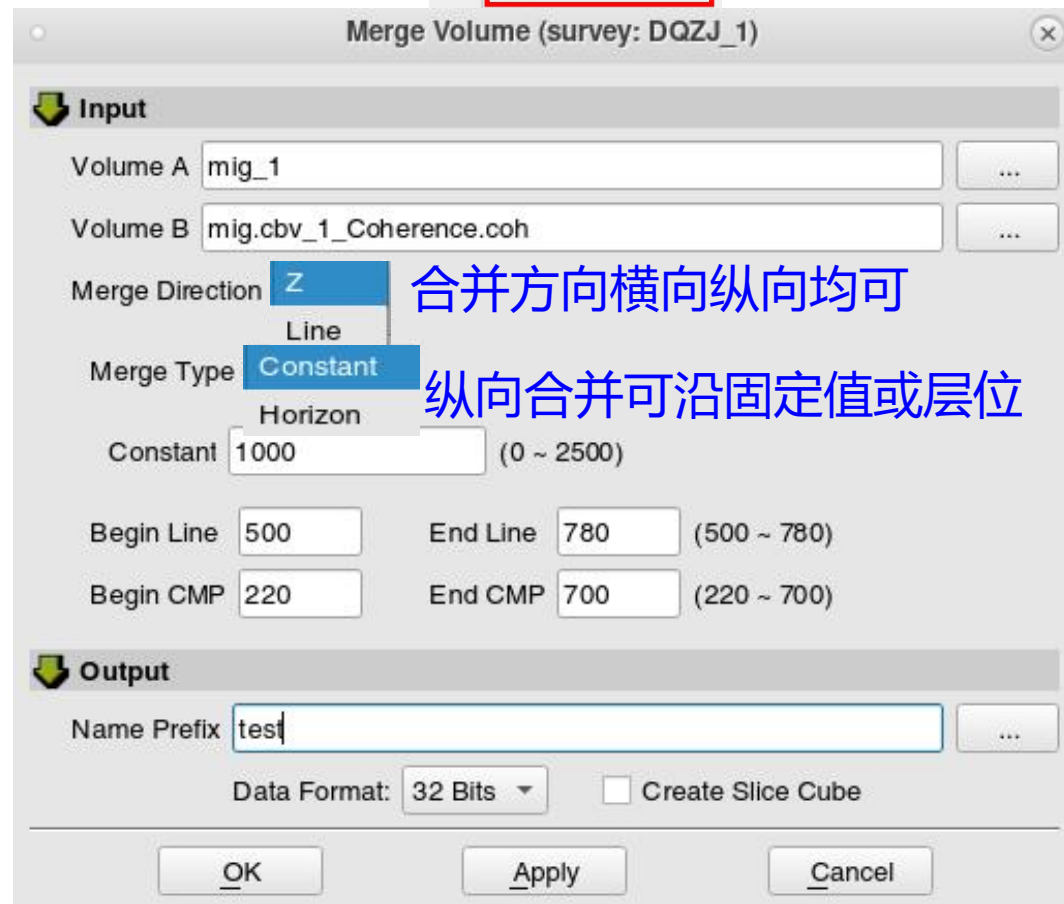 Merge Volume (survey: DQZJ_1)
Input
Volume A mig_1 ...
Volume B mig.cbv_1_Coherence.coh ...
Merge Direction Z 合并方向横向纵向均可
Line
Merge Type Constant 纵向合并可沿固定值或层位
Horizon
Constant 1000 (0 ~ 2500)
Begin Line 500 End Line 780 (500 ~ 780)
Begin CMP 220 End CMP 700 (220 ~ 700)
Output
Name Prefix test ...
Data Format: 32 Bits Create Slice Cube
OK Apply Cancel